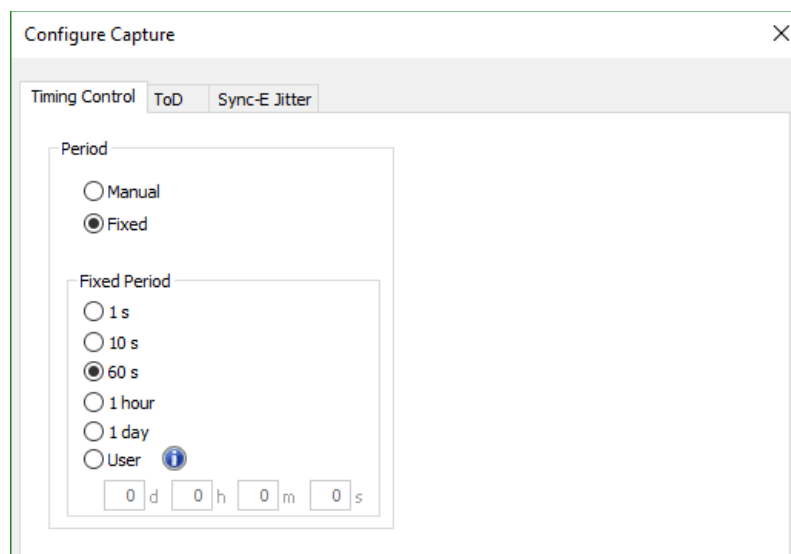 Configure Capture
Timing Control ToD Sync-E Jitter
Period
Manual
Fixed
Fixed Period
1 s
10 s
60 s
1 hour
1 day
User
0 d 0 h 0 m 0 s